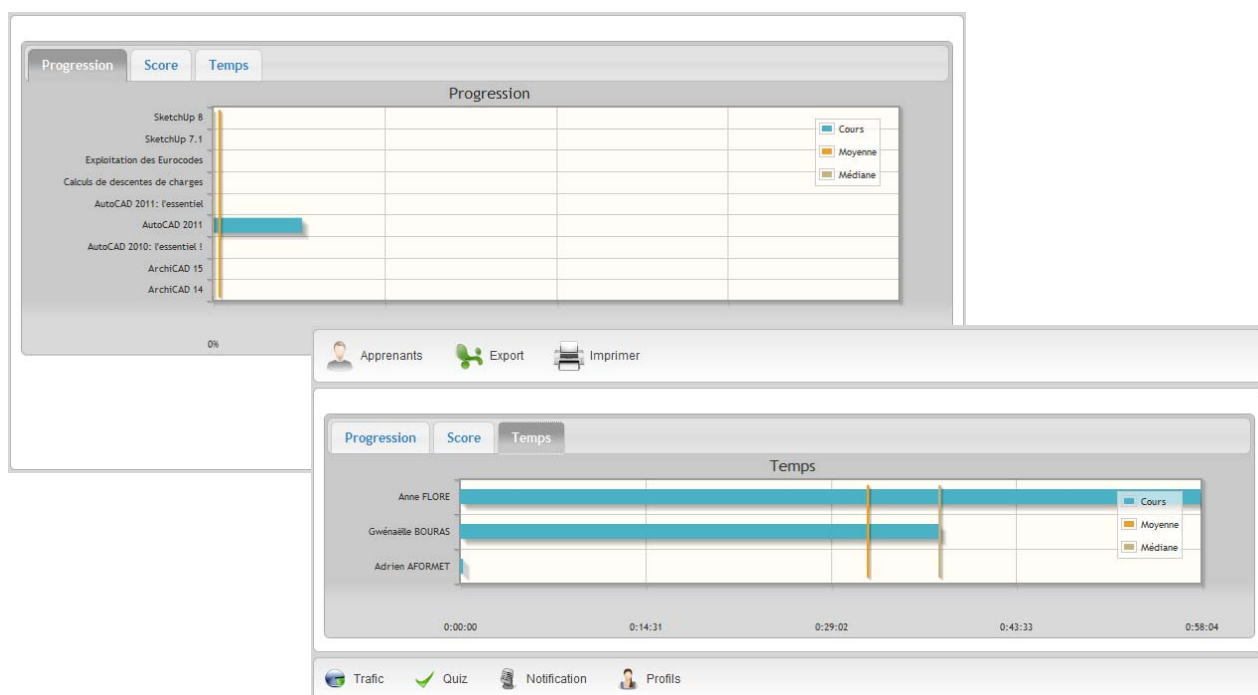 Progression Score Temps
Progression
SketchUp 8
SketchUp 7.1
Exploitation des Eurocodes
Calculs de descentes de charges
AutoCAD 2011: l'essentiel
AutoCAD 2011
AutoCAD 2010: l'essentiel !
ArchiCAD 15
ArchiCAD 14
Cours
Moyenne
Médiane
0%
Apprenants Export Imprimer
Progression Score Temps
Temps
Anne FLORE
Gwénaëlle BOURAS
Adrien AFORMET
Cours
Moyenne
Médiane
0:00:00 0:14:31 0:29:02 0:43:33 0:58:04
Trafic Quiz Notification Profils